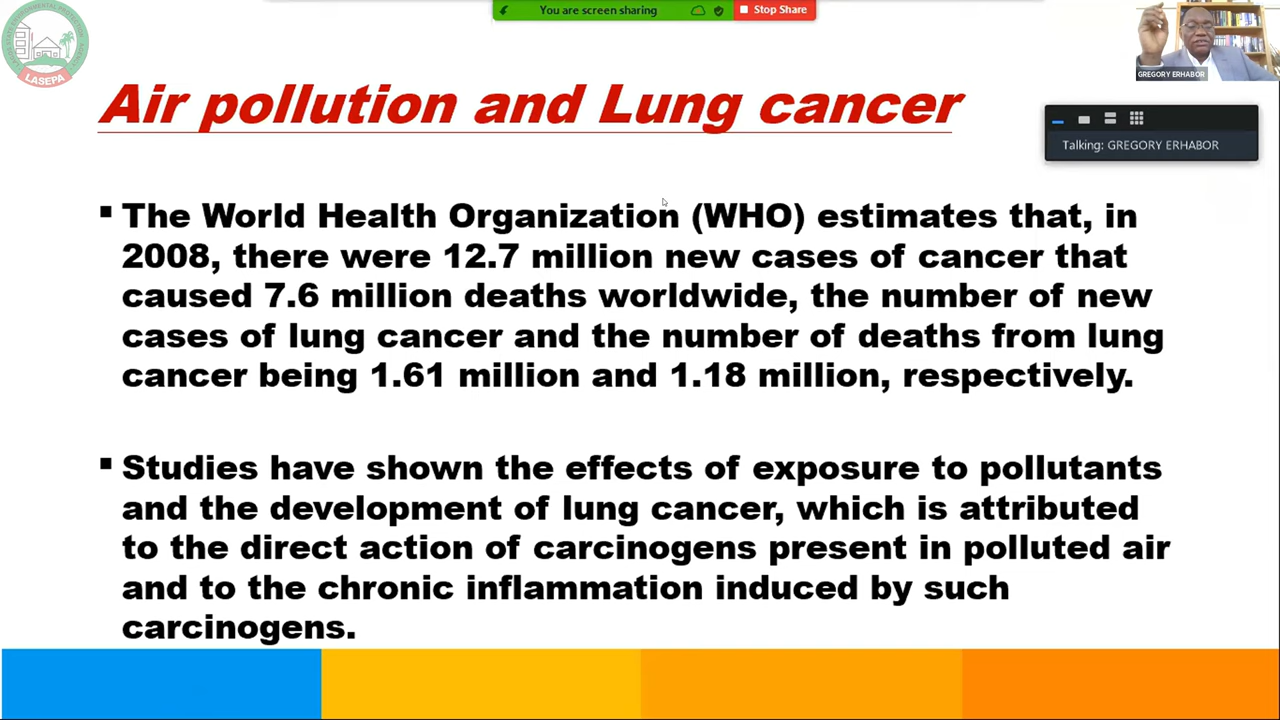 You are screen sharing
Stop Share
LASEPA
GREGORY ERHABOR
Air pollution and Lung cancer
Talking: GREGORY ERHABOR
▪ The World Health Organization (WHO) estimates that, in
2008, there were 12.7 million new cases of cancer that
caused 7.6 million deaths worldwide, the number of new
cases of lung cancer and the number of deaths from lung
cancer being 1.61 million and 1.18 million, respectively.
▪ Studies have shown the effects of exposure to pollutants
and the development of lung cancer, which is attributed
to the direct action of carcinogens present in polluted air
and to the chronic inflammation induced by such
carcinogens.